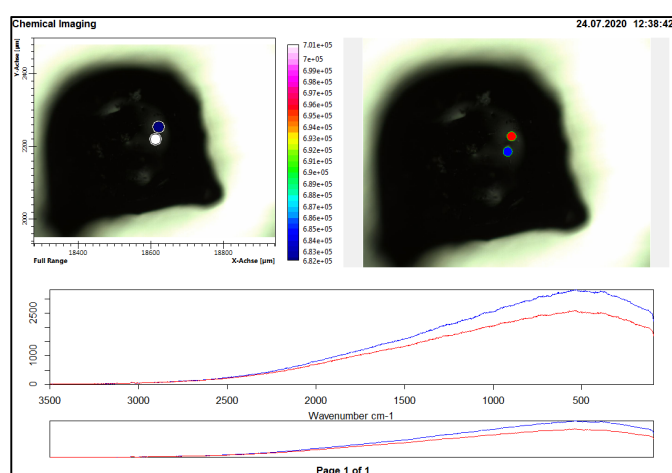 Chemical Imaging
24.07.2020 12:38:42
Y-Achse [µm]
2400
2200
2000
18400 18600 18800
Full Range X-Achse [µm]
7.01e+05
7e+05
6.99e+05
6.98e+05
6.97e+05
6.96e+05
6.95e+05
6.94e+05
6.93e+05
6.92e+05
6.91e+05
6.90e+05
6.89e+05
6.88e+05
6.87e+05
6.86e+05
6.85e+05
6.84e+05
6.83e+05
6.82e+05
2500
1000
0
3500 3000 2500 2000 1500 1000 500
Wavenumber cm-1
Page 1 of 1